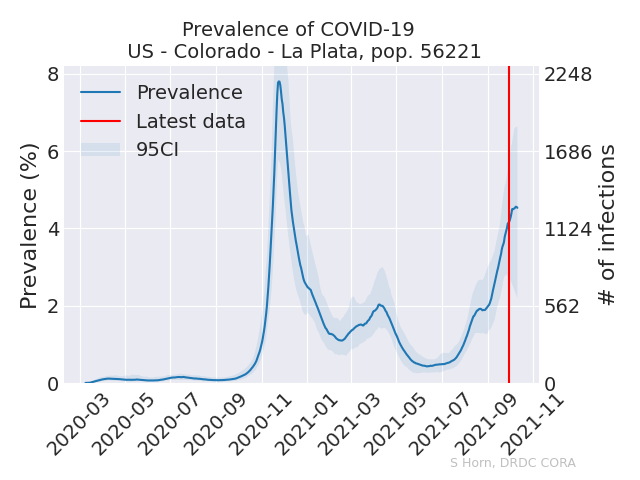 Prevalence of COVID-19
US - Colorado - La Plata, pop. 56221
Prevalence
Latest data
95CI
Prevalence (%)
8
6
4
2
0
2248
1686
1124
562
0
# of infections
2020-03
2020-05
2020-07
2020-09
2020-11
2021-01
2021-03
2021-05
2021-07
2021-09
2021-11
S Horn, DRDC CORA